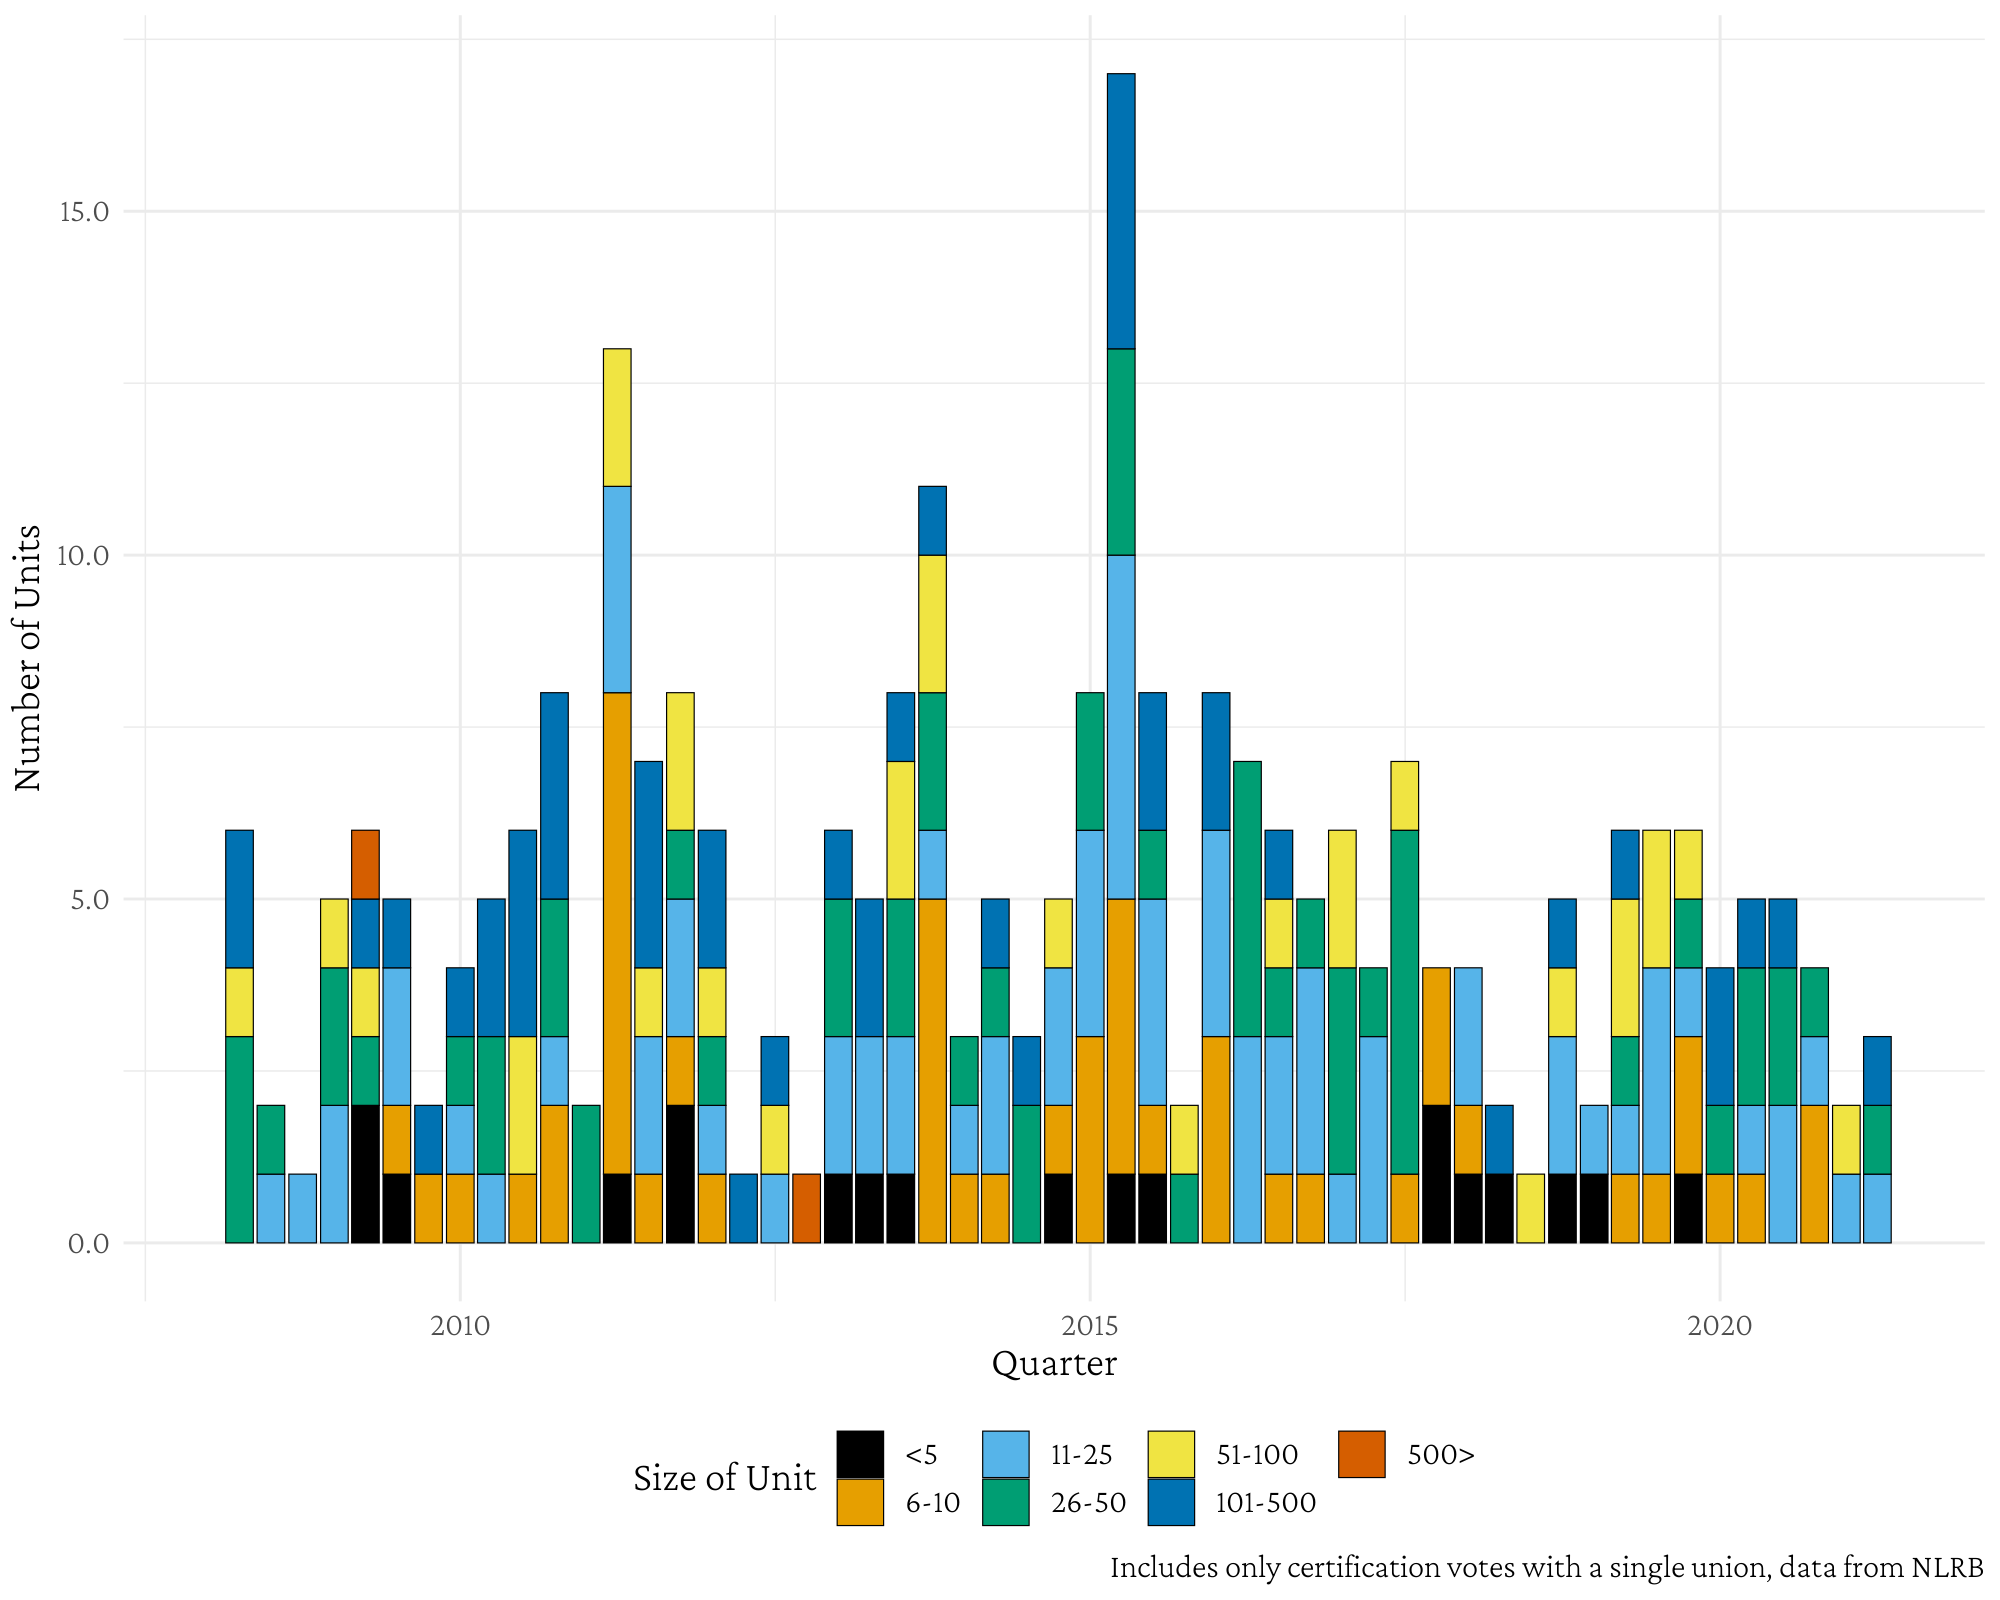 15.0
10.0
5.0
0.0
Number of Units
2010 2015 2020
Quarter
Size of Unit
<5 11-25 51-100 500>
6-10 26-50 101-500
Includes only certification votes with a single union, data from NLRB